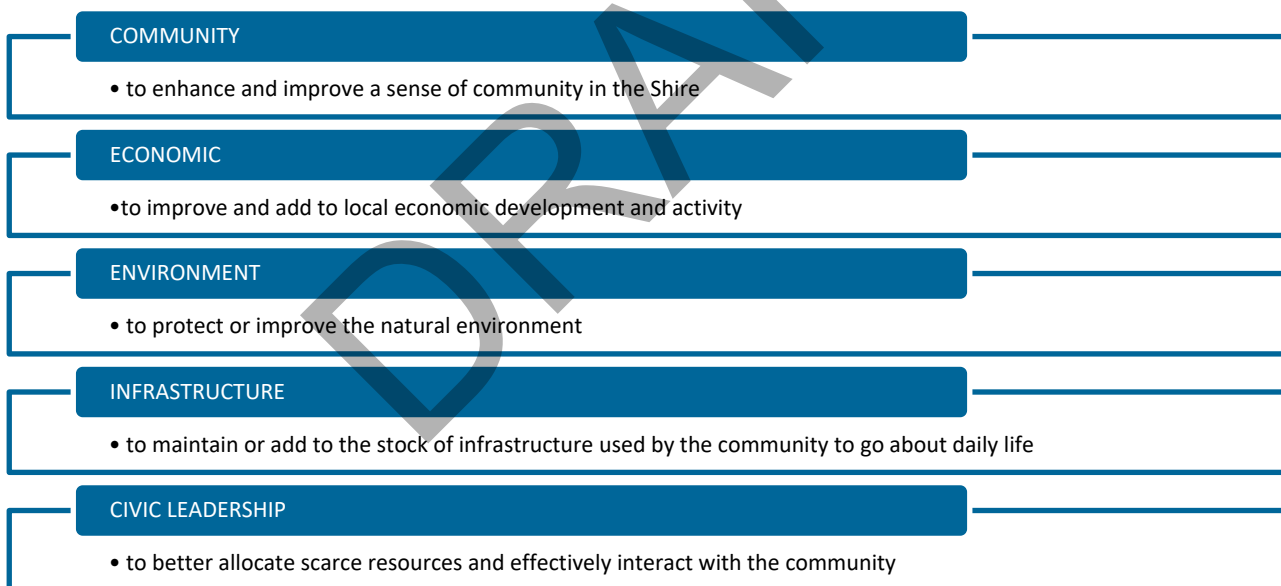 COMMUNITY
• to enhance and improve a sense of community in the Shire
ECONOMIC
•to improve and add to local economic development and activity
ENVIRONMENT
• to protect or improve the natural environment
INFRASTRUCTURE
• to maintain or add to the stock of infrastructure used by the community to go about daily life
CIVIC LEADERSHIP
• to better allocate scarce resources and effectively interact with the community